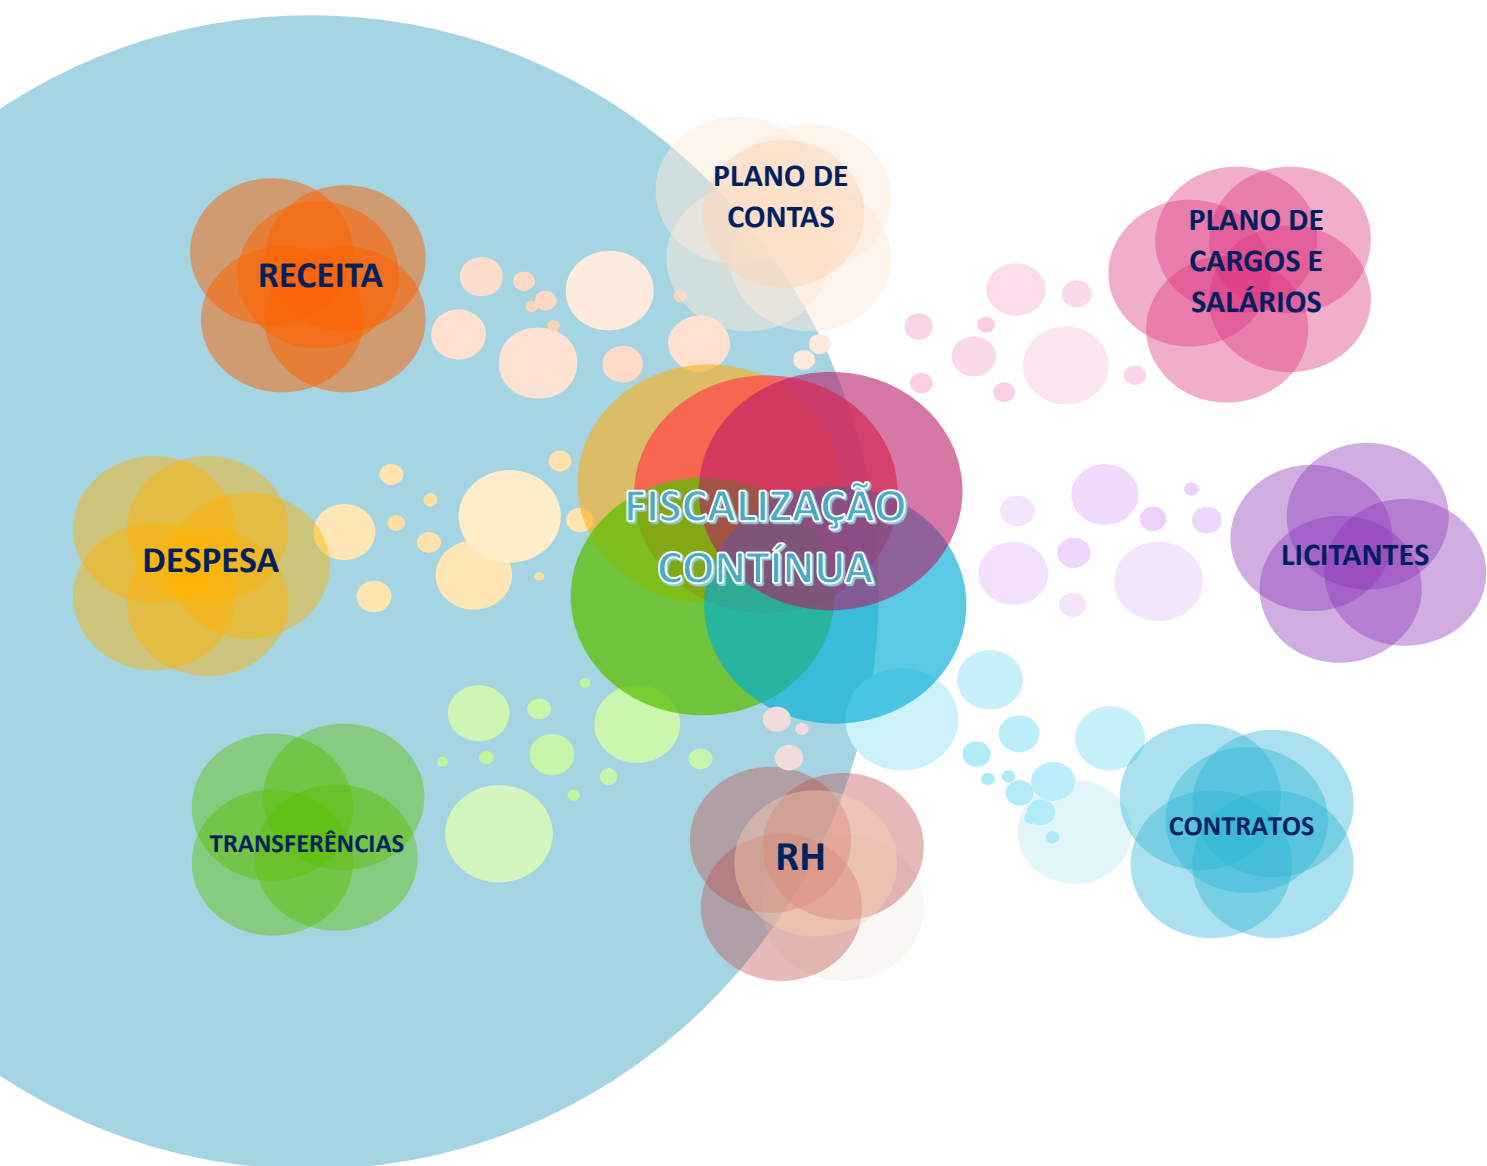 PLANO DE
CONTAS
RECEITA
PLANO DE
CARGOS E
SALÁRIOS
FISCALIZAÇÃO
CONTÍNUA
DESPESA
LICITANTES
TRANSFERÊNCIAS
RH
CONTRATOS